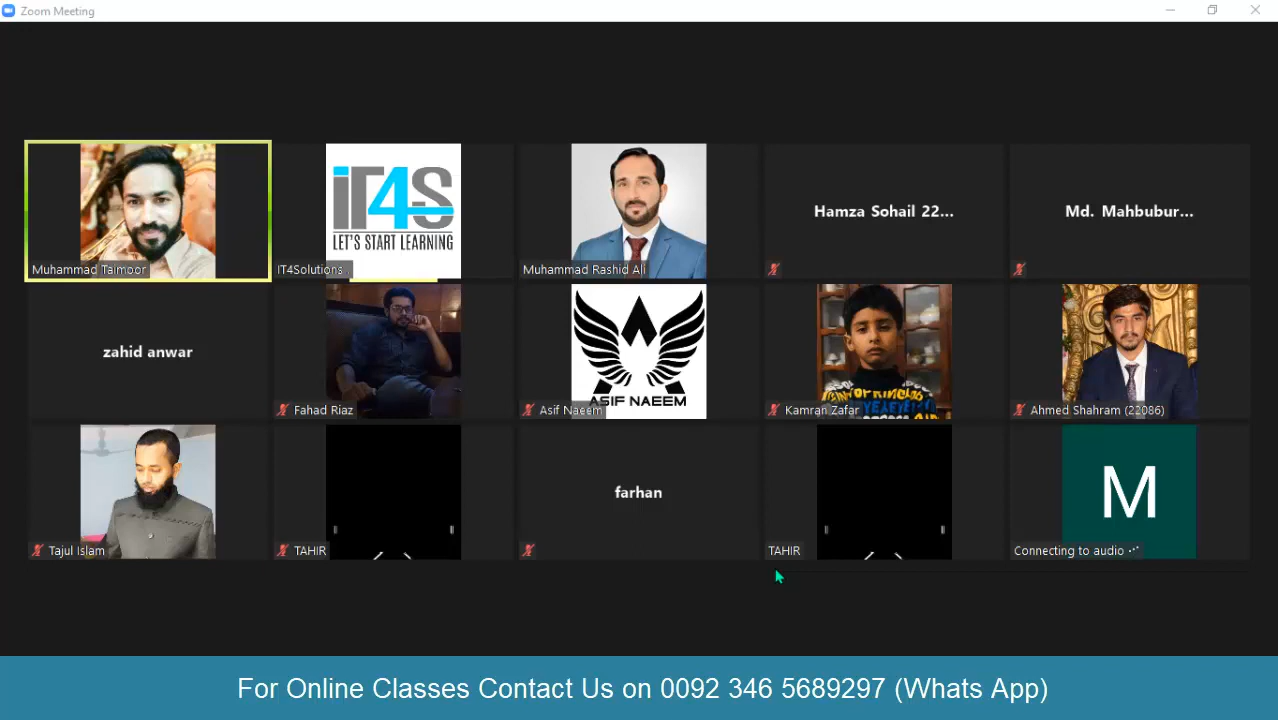 Zoom Meeting
iT4S
LET'S START LEARNING
Hamza Sohail 22...
Md. Mahbubur...
Muhammad Taimoor
IT4Solutions .
Muhammad Rashid Ali
zahid anwar
ASIF NAEEM
Fahad Riaz
Asif Naeem
Kamran Zafar
Ahmed Shahram (22086)
farhan
M
Tajul Islam
TAHIR
TAHIR
Connecting to audio
For Online Classes Contact Us on 0092 346 5689297 (Whats App)